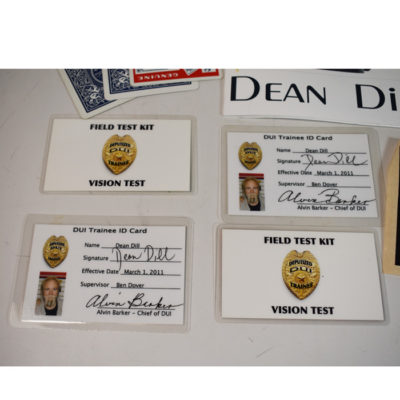 GENUINE
DEAN Di
FIELD TEST KIT
DEPUTIZED
DUI
TRAINEE
VISION TEST
DUI Trainee ID Card
Name Dean Dill
Signature Dean Dill
Effective Date March 1, 2011
Supervisor Ben Dover
Alvin Barker
Alvin Barker – Chief of DUI
DUI Trainee ID Card
Name Dean Dill
Signature Dean Dill
Effective Date March 1, 2011
Supervisor Ben Dover
Alvin Barker
Alvin Barker – Chief of DUI
FIELD TEST KIT
DEPUTIZED
DUI
TRAINEE
VISION TEST